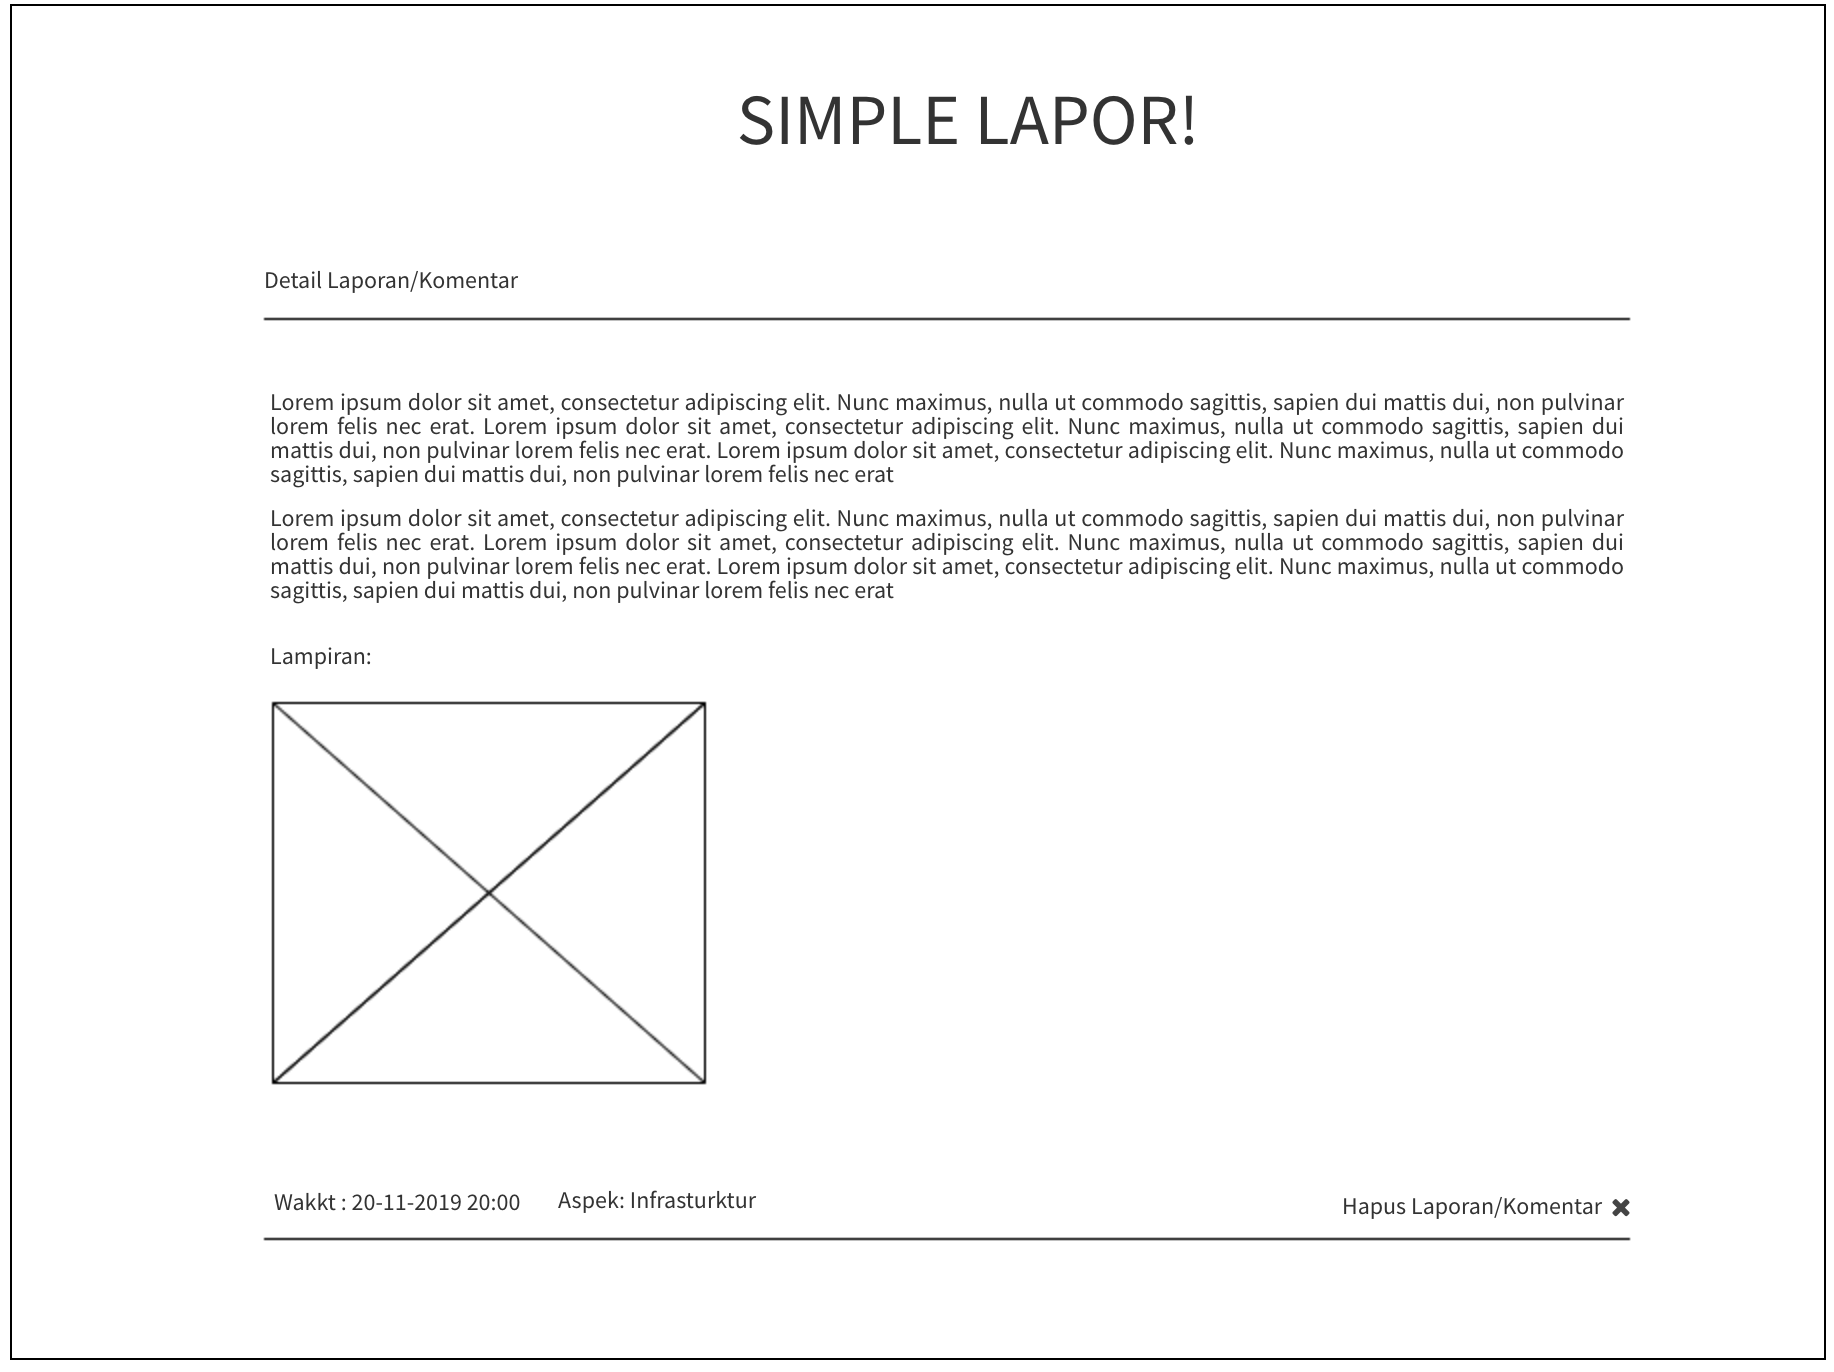 SIMPLE LAPOR!
Detail Laporan/Komentar
Lorem ipsum dolor sit amet, consectetur adipiscing elit. Nunc maximus, nulla ut commodo sagittis, sapien dui mattis dui, non pulvinar
lorem felis nec erat. Lorem ipsum dolor sit amet, consectetur adipiscing elit. Nunc maximus, nulla ut commodo sagittis, sapien dui
mattis dui, non pulvinar lorem felis nec erat. Lorem ipsum dolor sit amet, consectetur adipiscing elit. Nunc maximus, nulla ut commodo
sagittis, sapien dui mattis dui, non pulvinar lorem felis nec erat
Lorem ipsum dolor sit amet, consectetur adipiscing elit. Nunc maximus, nulla ut commodo sagittis, sapien dui mattis dui, non pulvinar
lorem felis nec erat. Lorem ipsum dolor sit amet, consectetur adipiscing elit. Nunc maximus, nulla ut commodo sagittis, sapien dui
mattis dui, non pulvinar lorem felis nec erat. Lorem ipsum dolor sit amet, consectetur adipiscing elit. Nunc maximus, nulla ut commodo
sagittis, sapien dui mattis dui, non pulvinar lorem felis nec erat
Lampiran:
Wakkt : 20-11-2019 20:00 Aspek: Infrasturktur Hapus Laporan/Komentar